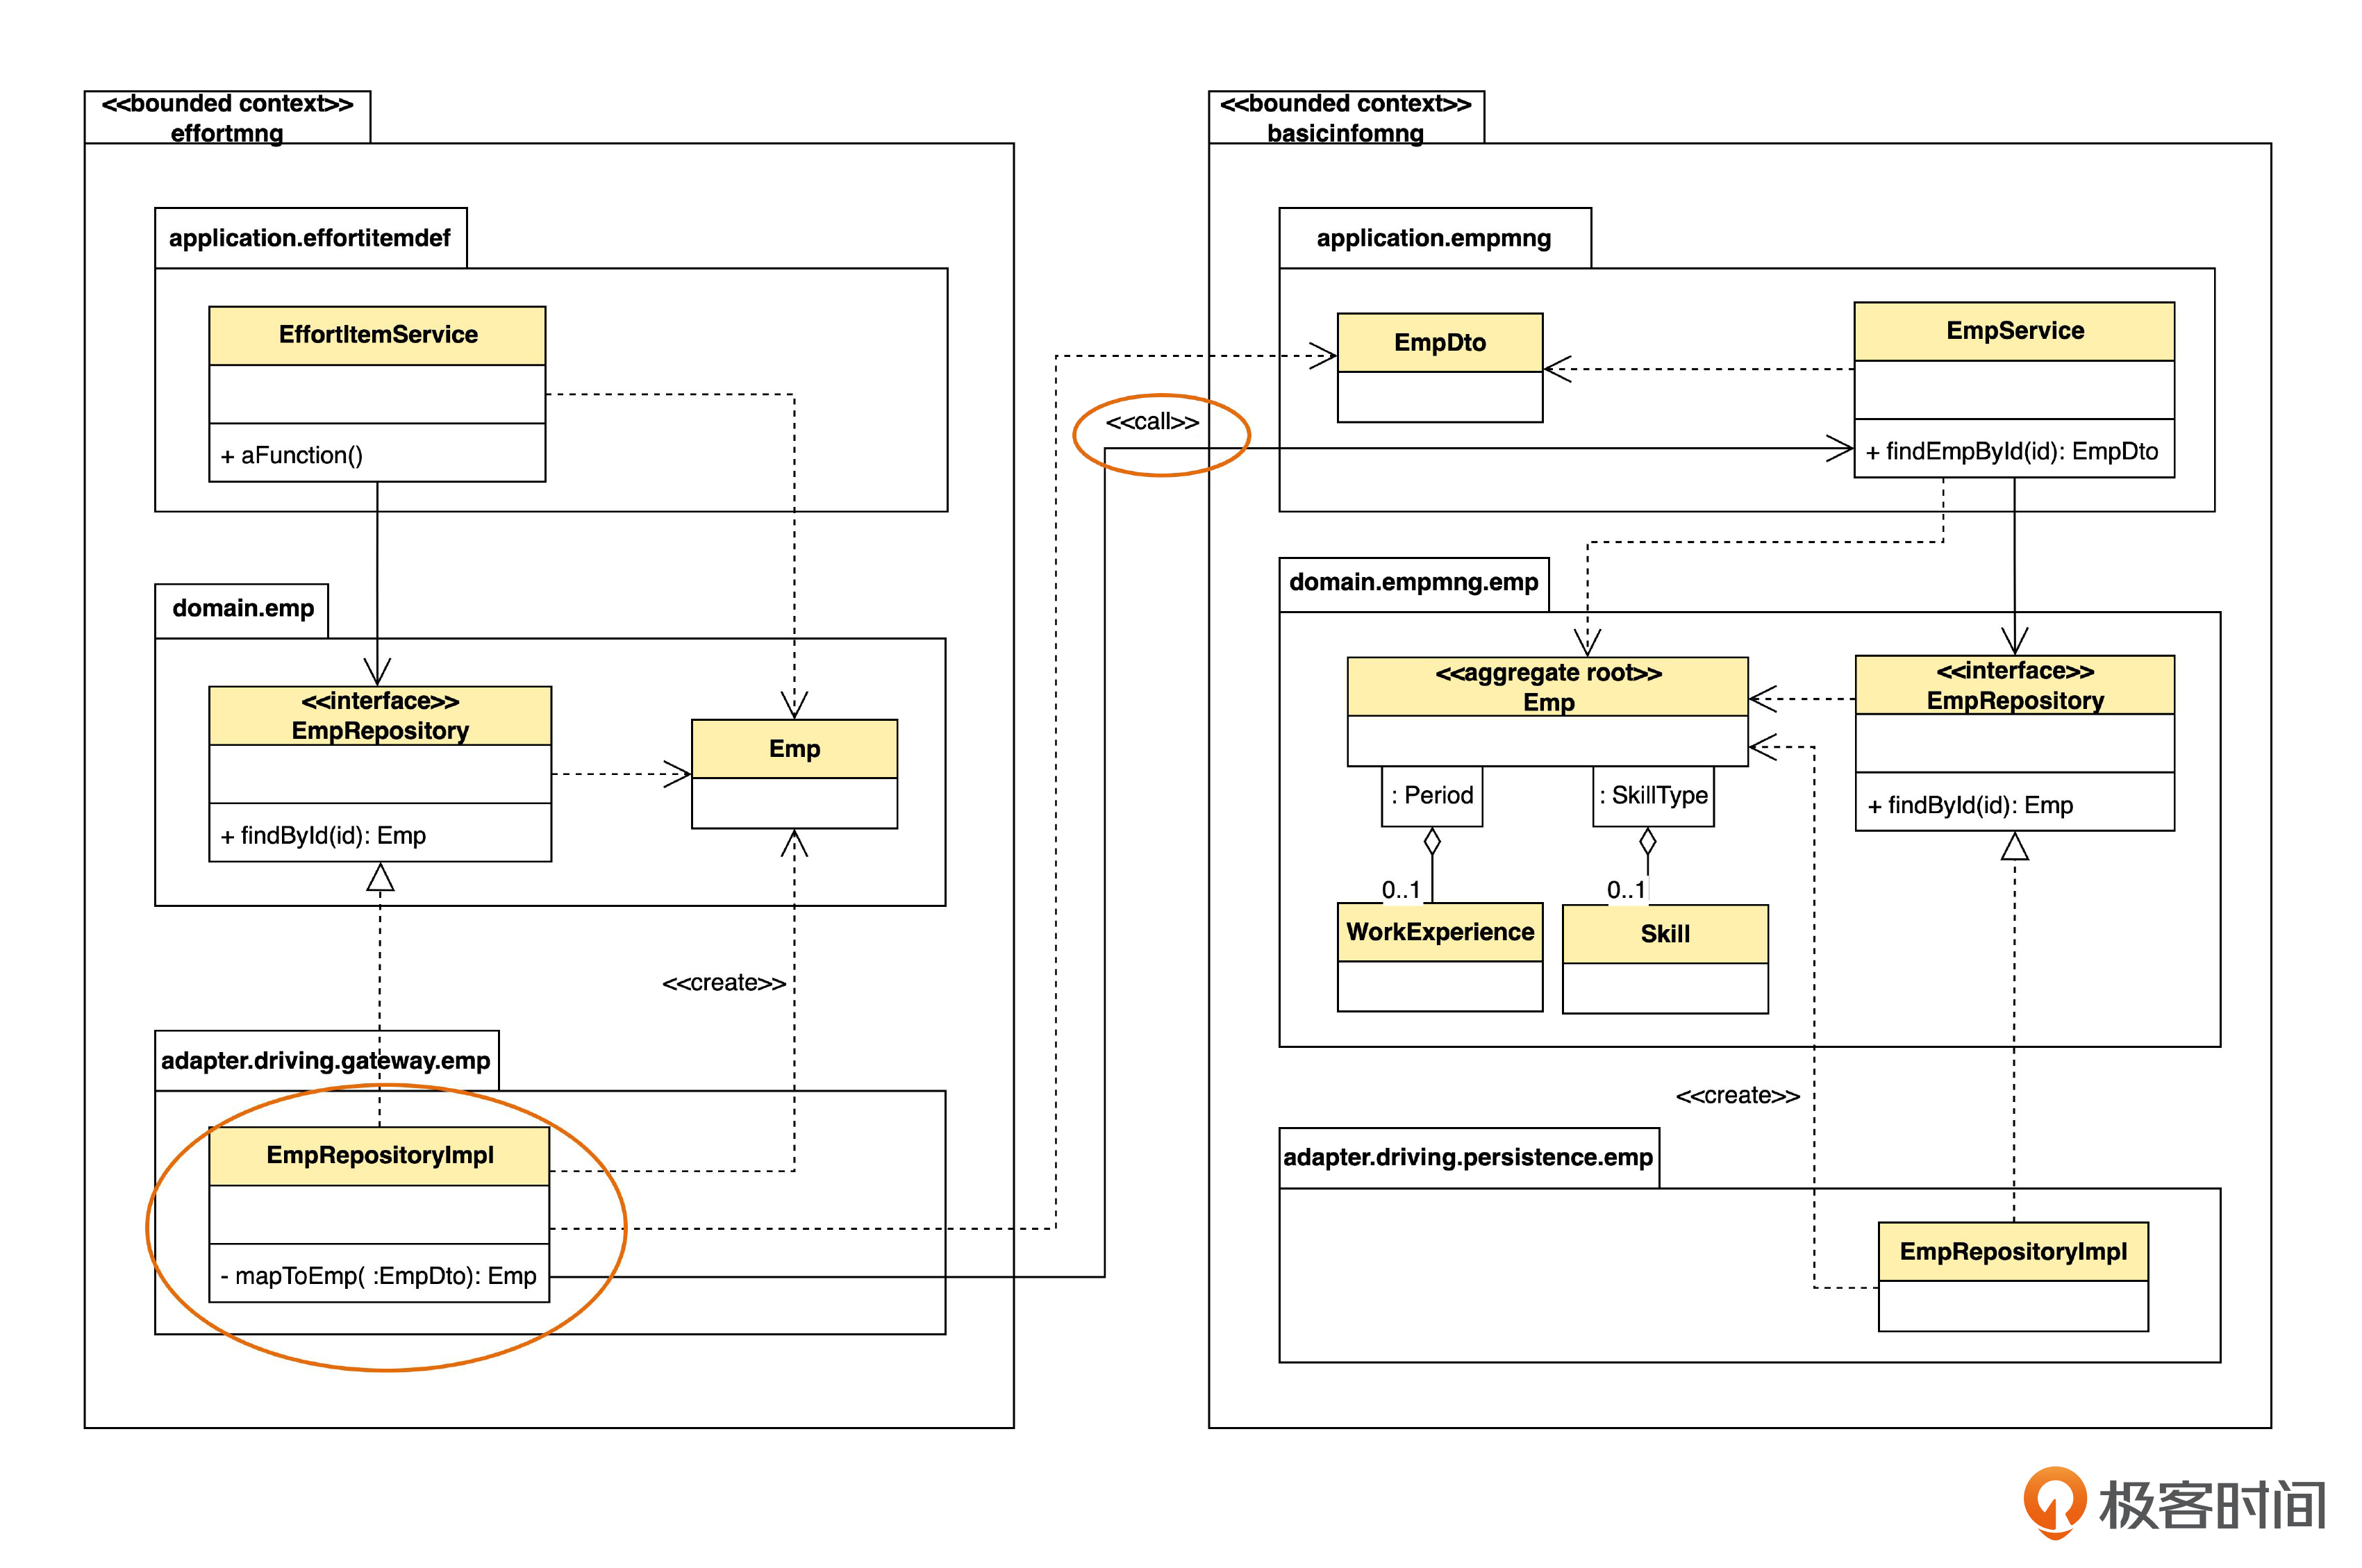 <<bounded context>>
effortmng
application.effortitemdef
EffortItemService
+ aFunction()
domain.emp
<<interface>>
EmpRepository
+ findById(id): Emp
Emp
<<create>>
adapter.driving.gateway.emp
EmpRepositoryImpl
- mapToEmp( :EmpDto): Emp
<<call>>
<<bounded context>>
basicinfomng
application.empmng
EmpDto
EmpService
+ findEmpById(id): EmpDto
domain.empmng.emp
<<aggregate root>>
Emp
: Period
: SkillType
0..1
0..1
WorkExperience
Skill
<<interface>>
EmpRepository
+ findById(id): Emp
<<create>>
adapter.driving.persistence.emp
EmpRepositoryImpl
极客时间